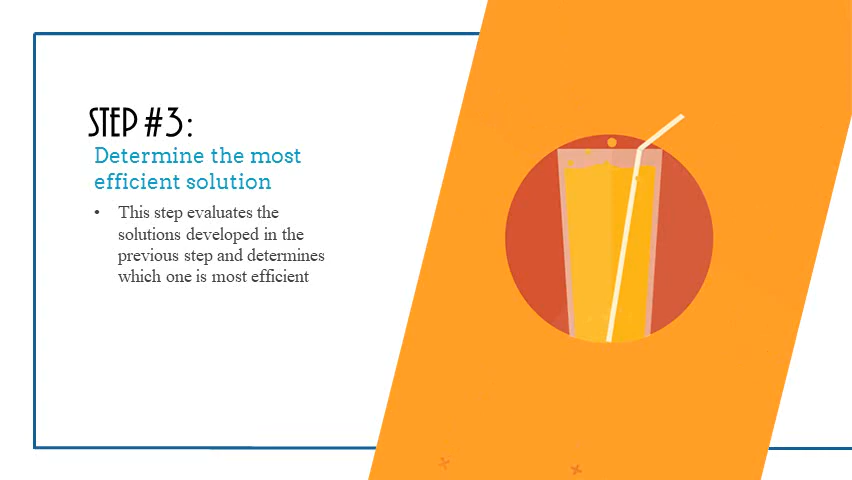 STEP #3:
Determine the most
efficient solution
• This step evaluates the
solutions developed in the
previous step and determines
which one is most efficient